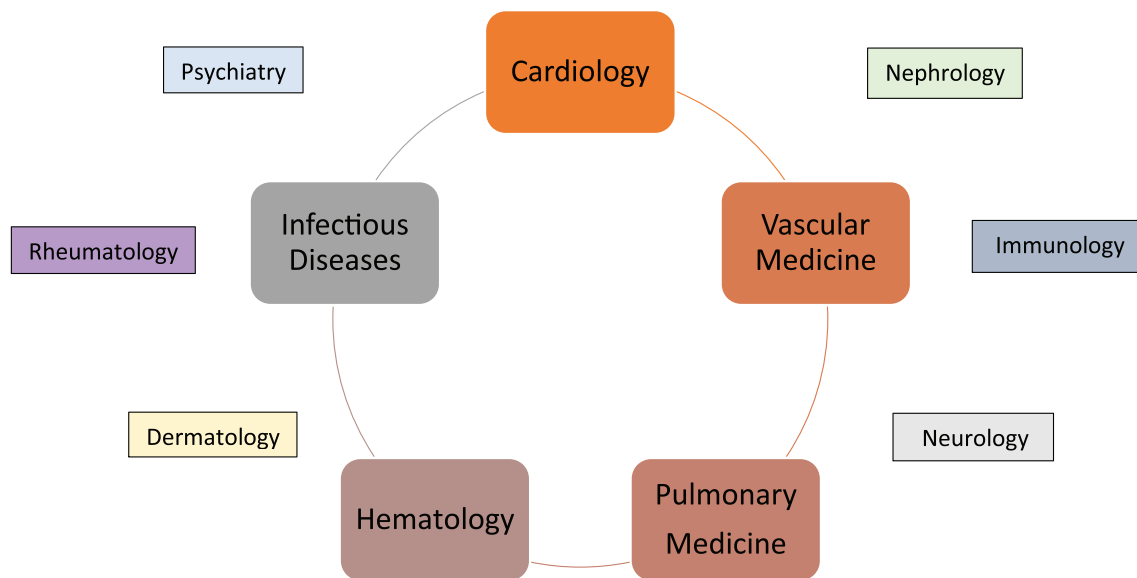 Cardiology
Psychiatry
Nephrology
Infectious
Diseases
Vascular
Medicine
Rheumatology
Immunology
Dermatology
Neurology
Hematology
Pulmonary
Medicine